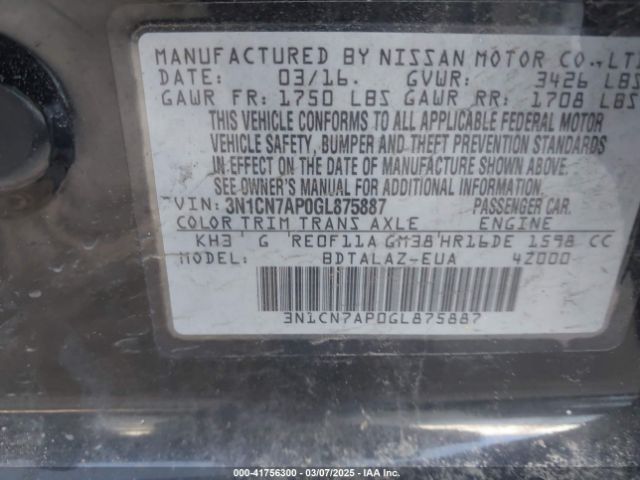 MANUFACTURED BY NISSAN MOTOR CO., LT
DATE: 03/16. GVWR: 3426 LBS
GAWR FR: 1750 LBS GAWR RR: 1708 LBS
THIS VEHICLE CONFORMS TO ALL APPLICABLE FEDERAL MOTOR
VEHICLE SAFETY, BUMPER AND THEFT PREVENTION STANDARDS
IN EFFECT ON THE DATE OF MANUFACTURE SHOWN ABOVE.
SEE OWNER'S MANUAL FOR ADDITIONAL INFORMATION.
VIN: 3N1CN7AP0GL875887 PASSENGER CAR.
COLOR TRIM TRANS AXLE ENGINE
KH3 G RE0F11A GM38 HR16DE 1598 CC
MODEL: BDTALAZ-EUA 42000
3N1CN7AP0GL875887
000-41756300 - 03/07/2025 - IAA Inc.